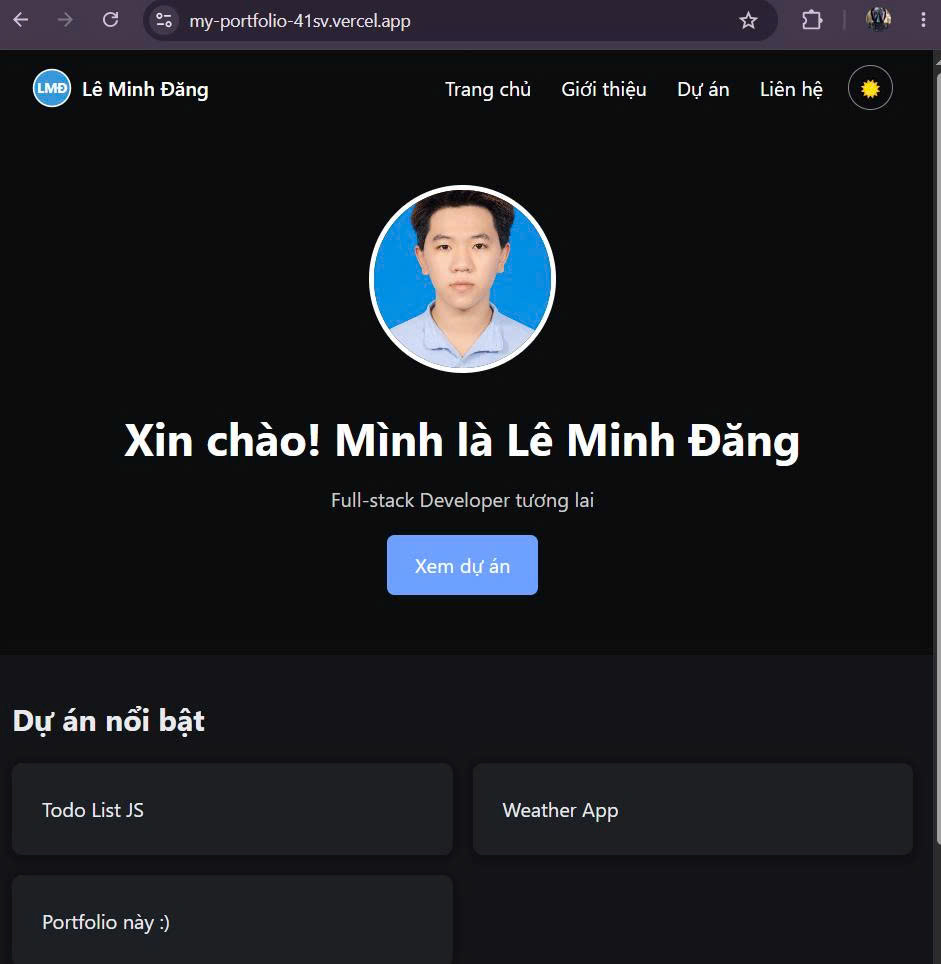 my-portfolio-41sv.vercel.app
LMĐ Lê Minh Đăng Trang chủ Giới thiệu Dự án Liên hệ
Xin chào! Mình là Lê Minh Đăng
Full-stack Developer tương lai
Xem dự án
Dự án nổi bật
Todo List JS
Weather App
Portfolio này :)